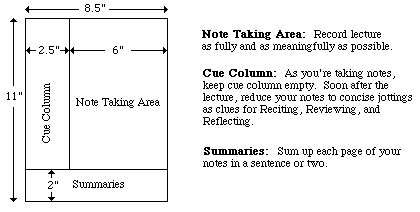 8.5"
2.5"
6"
11"
Cue Column
Note Taking Area
2"
Summaries
Note Taking Area: Record lecture
as fully and as meaningfully as possible.
Cue Column: As you're taking notes,
keep cue column empty. Soon after the
lecture, reduce your notes to concise jottings
as clues for Reciting, Reviewing, and
Reflecting.
Summaries: Sum up each page of your
notes in a sentence or two.